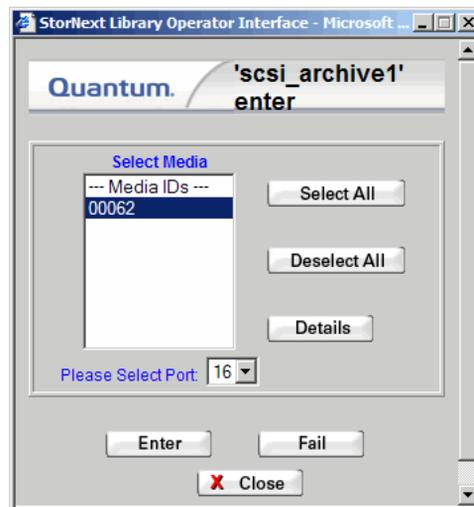 StorNext Library Operator Interface - Microsoft ...
Quantum.
'scsi_archive1'
enter
Select Media
--- Media IDs ---
00062
Select All
Deselect All
Details
Please Select Port: 16
Enter
Fail
X Close